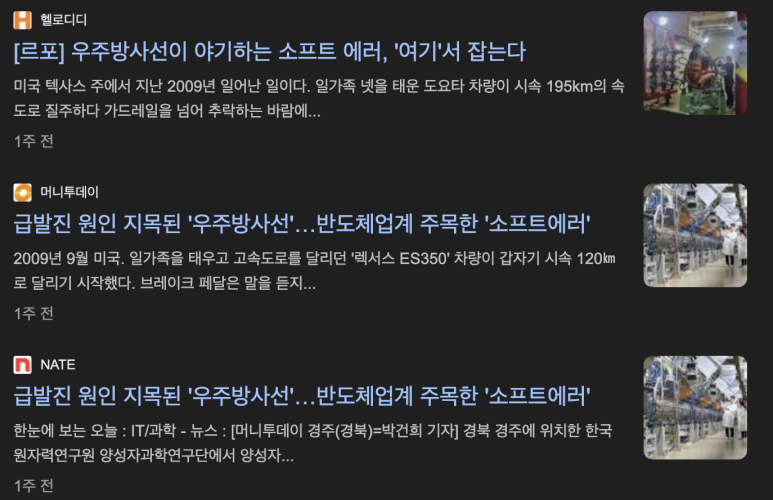 헬로디디
[르포] 우주방사선이 야기하는 소프트 에러, '여기'서 잡는다
미국 텍사스 주에서 지난 2009년 일어난 일이다. 일가족 넷을 태운 도요타 차량이 시속 195km의 속
도로 질주하다 가드레일을 넘어 추락하는 바람에...
1주 전
머니투데이
급발진 원인 지목된 '우주방사선'…반도체업계 주목한 '소프트에러'
2009년 9월 미국. 일가족을 태우고 고속도로를 달리던 '렉서스 ES350' 차량이 갑자기 시속 120㎞
로 달리기 시작했다. 브레이크 페달은 말을 듣지...
1주 전
NATE
급발진 원인 지목된 '우주방사선'…반도체업계 주목한 '소프트에러'
한눈에 보는 오늘 : IT/과학 - 뉴스 : [머니투데이 경주(경북)=박건희 기자] 경북 경주에 위치한 한국
원자력연구원 양성자과학연구단에서 양성자...
1주 전